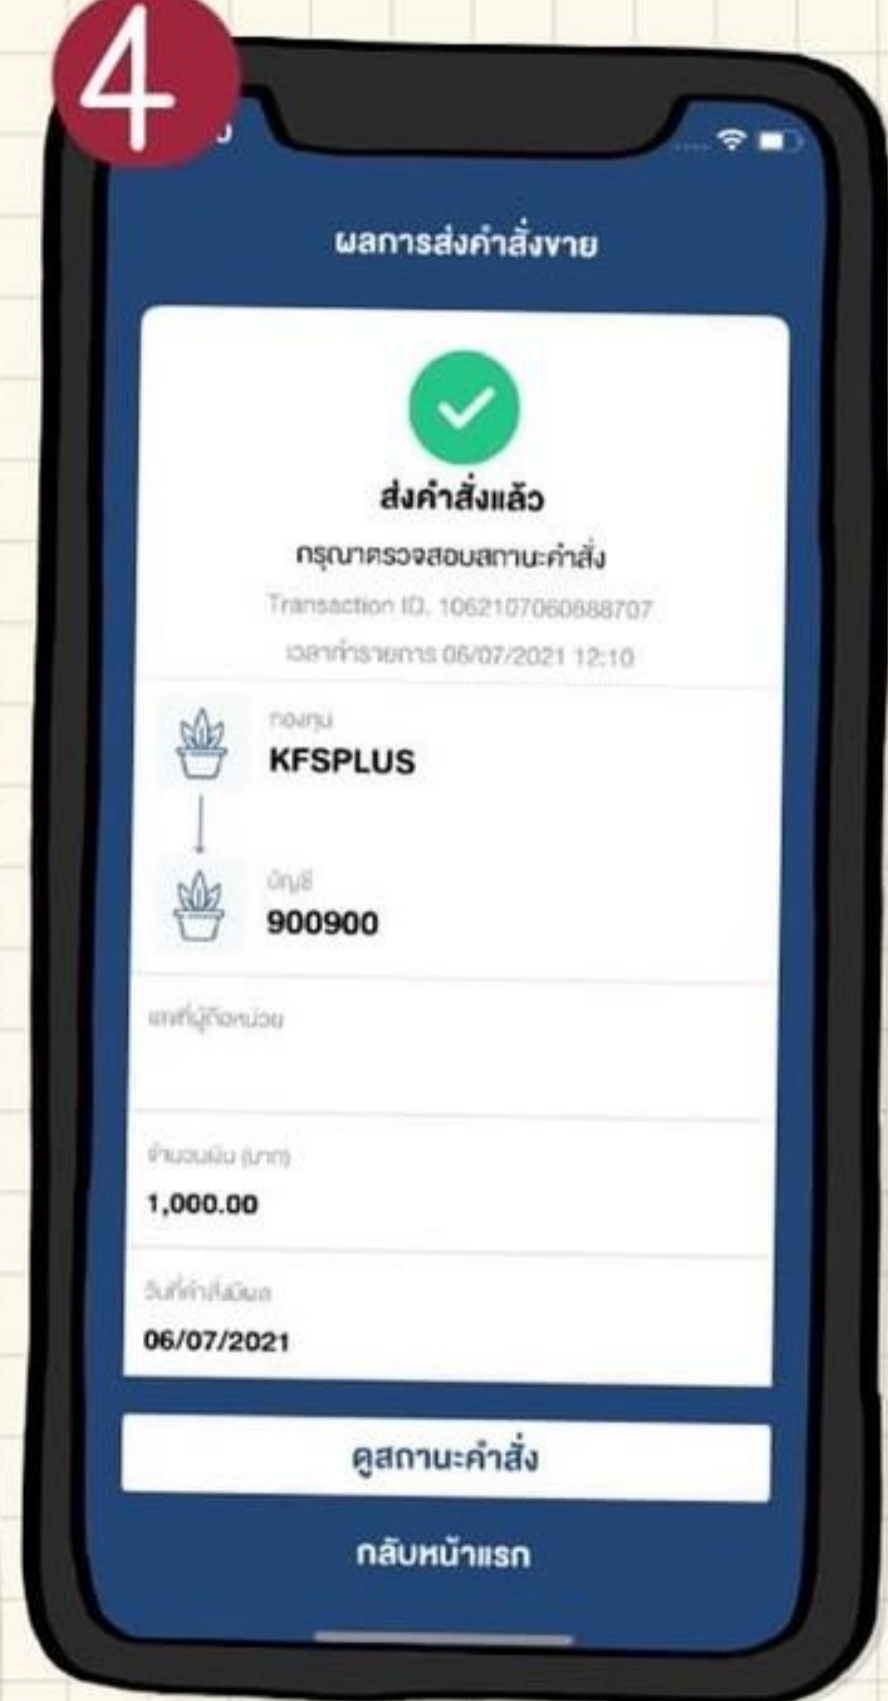 4
ผลการส่งคำสั่งขาย
ส่งคำสั่งแล้ว
กรุณาตรวจสอบสถานะคำสั่ง
Transaction ID. 1062107060888707
เวลาทำรายการ 06/07/2021 12:10
กองทุน
KFSPLUS
บัญชี
900900
เลขที่ผู้ถือหน่วย
จำนวนเงิน (บาท)
1,000.00
วันที่คำสั่งมีผล
06/07/2021
ดูสถานะคำสั่ง
กลับหน้าแรก